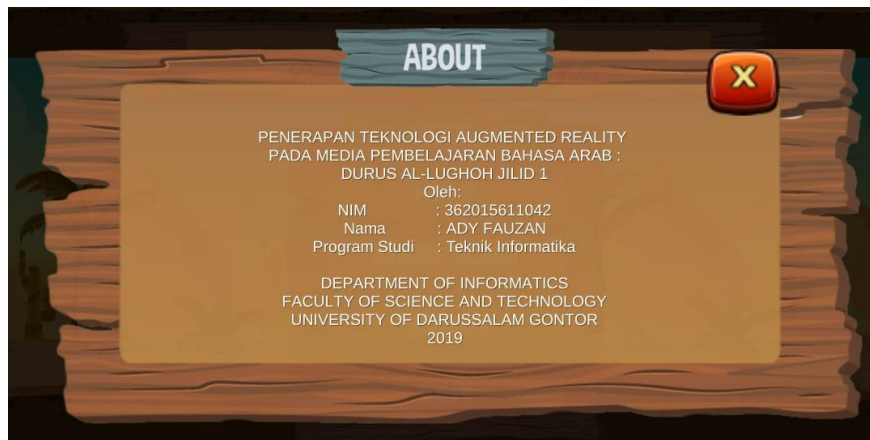 ABOUT
X
PENERAPAN TEKNOLOGI AUGMENTED REALITY
PADA MEDIA PEMBELAJARAN BAHASA ARAB :
DURUS AL-LUGHOH JILID 1
Oleh:
NIM : 362015611042
Nama : ADY FAUZAN
Program Studi : Teknik Informatika
DEPARTMENT OF INFORMATICS
FACULTY OF SCIENCE AND TECHNOLOGY
UNIVERSITY OF DARUSSALAM GONTOR
2019